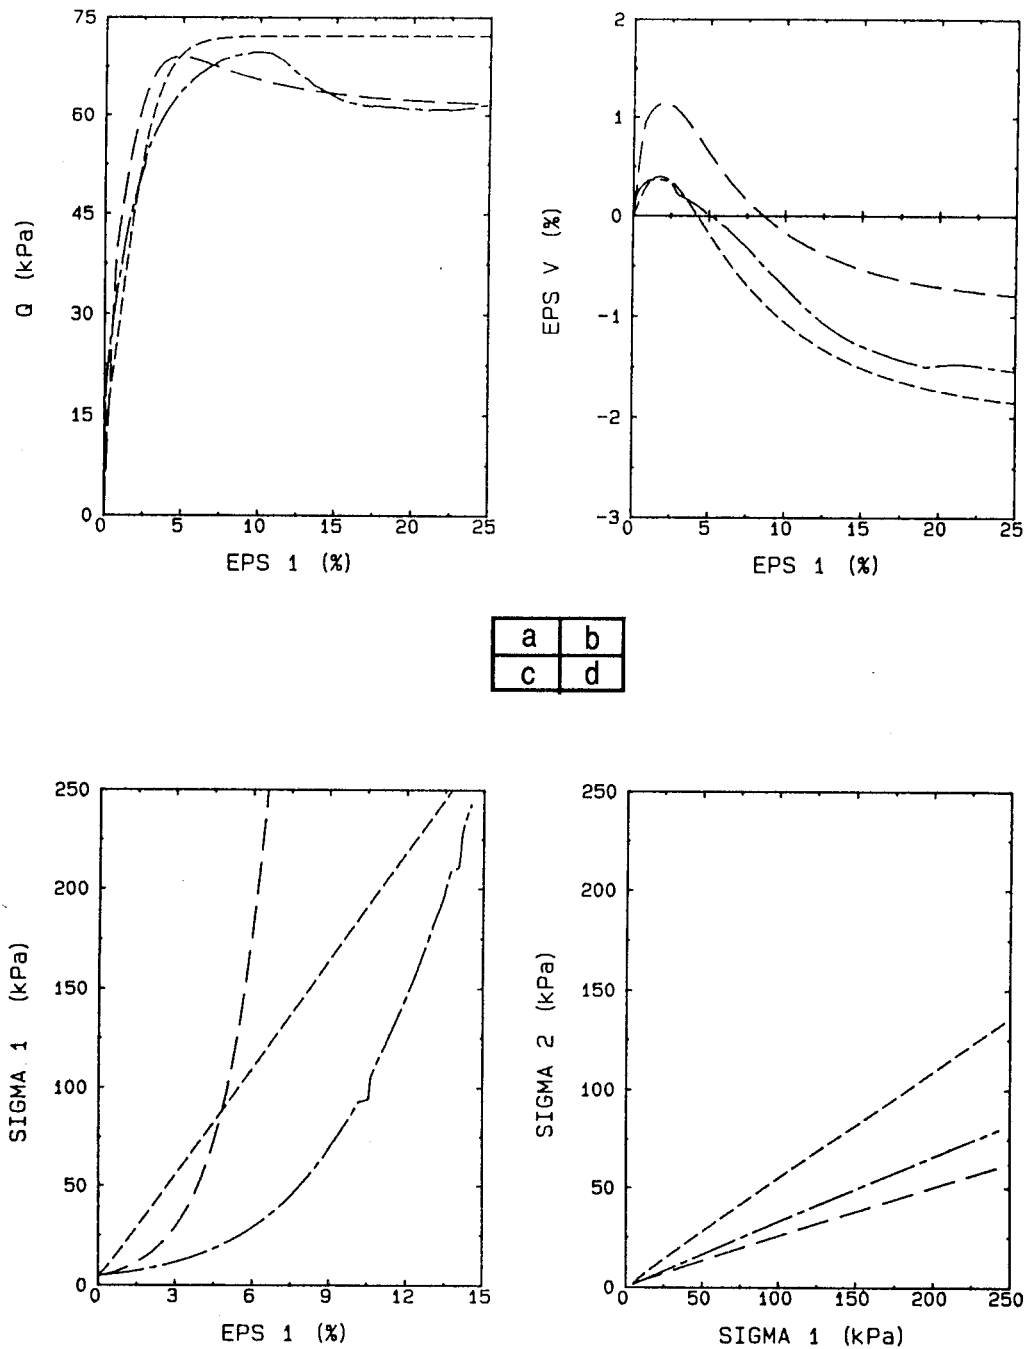 75
60
45
30
15
0
Q (kPa)
0 5 10 15 20 25
EPS 1 (%)
2
1
0
-1
-2
-3
EPS V (%)
0 5 10 15 20 25
EPS 1 (%)
a b
c d
250
200
150
100
50
0
SIGMA 1 (kPa)
0 3 6 9 12 15
EPS 1 (%)
250
200
150
100
50
0
SIGMA 2 (kPa)
0 50 100 150 200 250
SIGMA 1 (kPa)